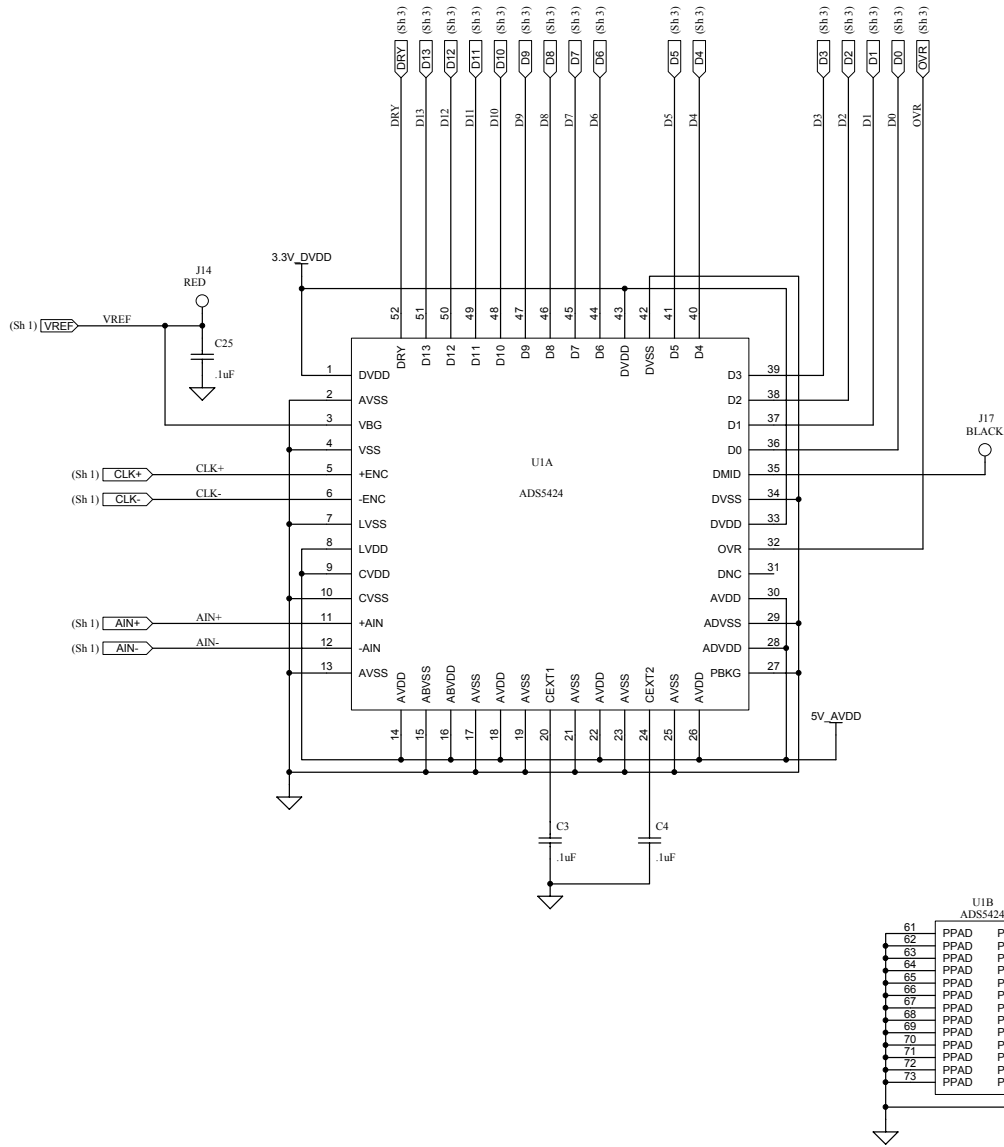 (Sh 3) (Sh 3) (Sh 3) (Sh 3) (Sh 3) (Sh 3) (Sh 3) (Sh 3) (Sh 3) (Sh 3) (Sh 3) (Sh 3) (Sh 3) (Sh 3) (Sh 3) (Sh 3)
DRY D13 D12 D11 D10 D9 D8 D7 D6 D5 D4 D3 D2 D1 D0 OVR
DRY D13 D12 D11 D10 D9 D8 D7 D6 D5 D4 D3 D2 D1 D0 OVR
3.3V_DVDD
J14
RED
(Sh 1) VREF VREF
C25
.1uF
52 51 50 49 48 47 46 45 44 43 42 41 40
DRY D13 D12 D11 D10 D9 D8 D7 D6 DVDD DVSS D5 D4
1 DVDD D3 39
2 AVSS D2 38
3 VBG D1 37
4 VSS D0 36
J17
BLACK
U1A
ADS5424
(Sh 1) CLK+ CLK+ 5 +ENC DMID 35
(Sh 1) CLK- CLK- 6 -ENC DVSS 34
7 LVSS DVDD 33
8 LVDD OVR 32
9 CVDD DNC 31
10 CVSS AVDD 30
(Sh 1) AIN+ AIN+ 11 +AIN ADVSS 29
(Sh 1) AIN- AIN- 12 -AIN ADVDD 28
13 AVSS PBKG 27
AVDD ABVSS ABVDD AVSS AVDD AVSS CEXT1 AVSS AVDD AVSS CEXT2 AVSS AVDD
14 15 16 17 18 19 20 21 22 23 24 25 26
5V_AVDD
C3
.1uF
C4
.1uF
U1B
ADS5424
61 PPAD P
62 PPAD P
63 PPAD P
64 PPAD P
65 PPAD P
66 PPAD P
67 PPAD P
68 PPAD P
69 PPAD P
70 PPAD P
71 PPAD P
72 PPAD P
73 PPAD P